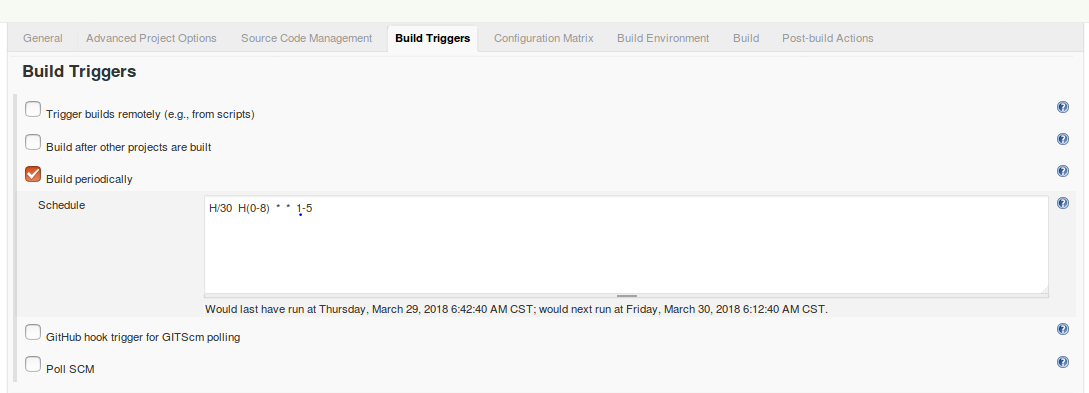 General Advanced Project Options Source Code Management Build Triggers Configuration Matrix Build Environment Build Post-build Actions
Build Triggers
Trigger builds remotely (e.g., from scripts)
Build after other projects are built
Build periodically
Schedule H/30 H(0-8) * * 1-5
Would last have run at Thursday, March 29, 2018 6:42:40 AM CST; would next run at Friday, March 30, 2018 6:12:40 AM CST.
GitHub hook trigger for GITScm polling
Poll SCM